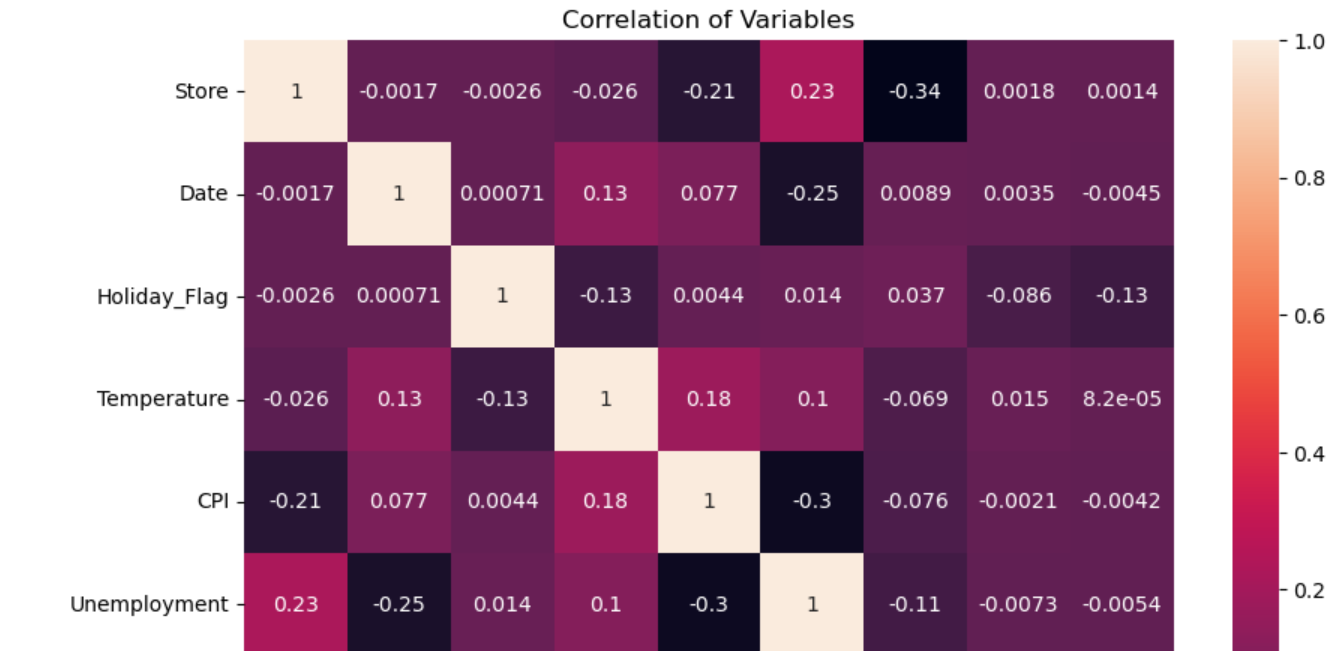 Correlation of Variables
1.0
Store 1 -0.0017 -0.0026 -0.026 -0.21 0.23 -0.34 0.0018 0.0014
0.8
Date -0.0017 1 0.00071 0.13 0.077 -0.25 0.0089 0.0035 -0.0045
Holiday_Flag -0.0026 0.00071 1 -0.13 0.0044 0.014 0.037 -0.086 -0.13
0.6
Temperature -0.026 0.13 -0.13 1 0.18 0.1 -0.069 0.015 8.2e-05
0.4
CPI -0.21 0.077 0.0044 0.18 1 -0.3 -0.076 -0.0021 -0.0042
0.2
Unemployment 0.23 -0.25 0.014 0.1 -0.3 1 -0.11 -0.0073 -0.0054